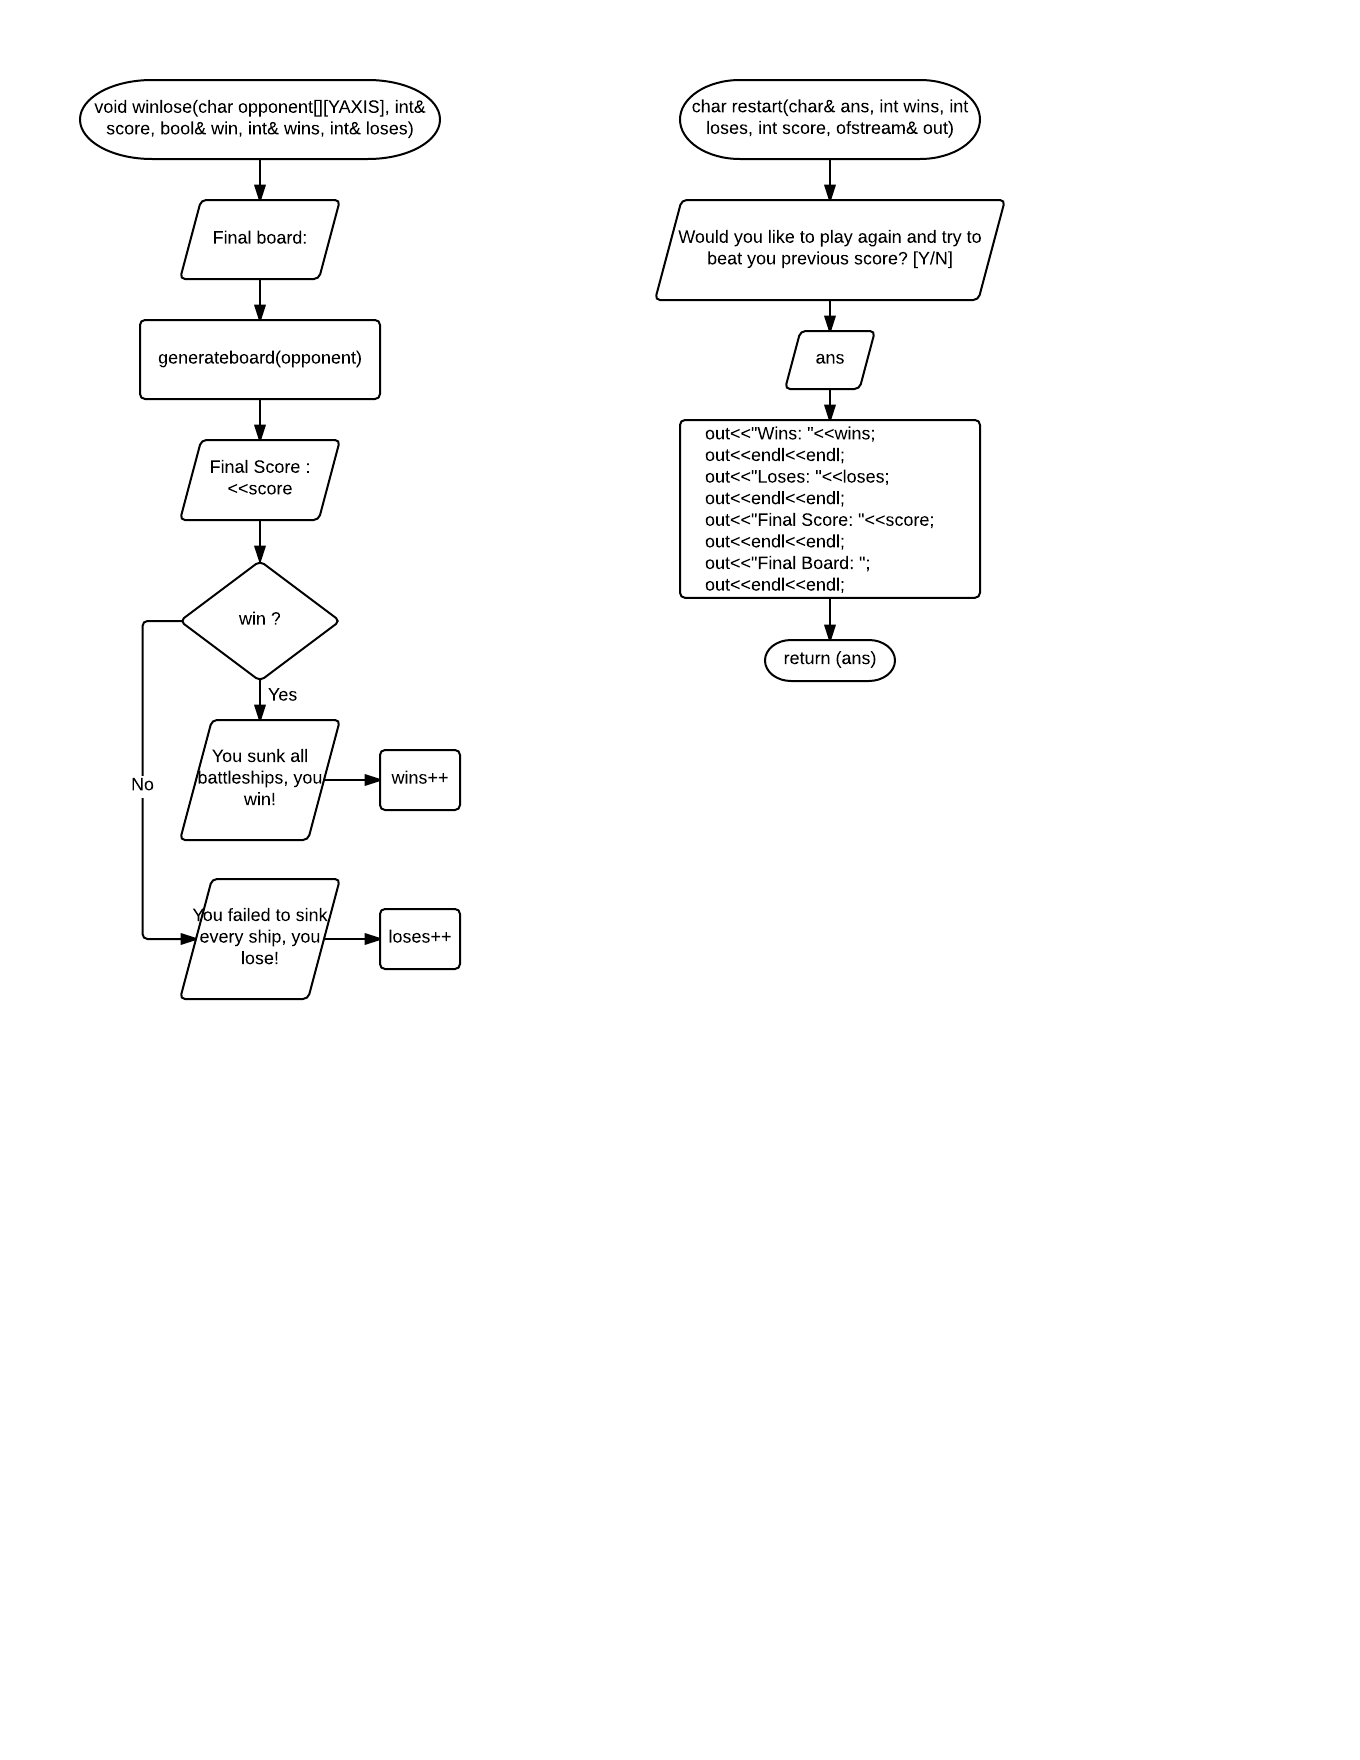 void winlose(char opponent[][YAXIS], int&
score, bool& win, int& wins, int& loses)
Final board:
generateboard(opponent)
Final Score :
<<score
win ?
Yes
No
You sunk all
battleships, you
win!
wins++
You failed to sink
every ship, you
lose!
loses++
char restart(char& ans, int wins, int
loses, int score, ofstream& out)
Would you like to play again and try to
beat you previous score? [Y/N]
ans
out<<"Wins: "<<wins;
out<<endl<<endl;
out<<"Loses: "<<loses;
out<<endl<<endl;
out<<"Final Score: "<<score;
out<<endl<<endl;
out<<"Final Board: ";
out<<endl<<endl;
return (ans)